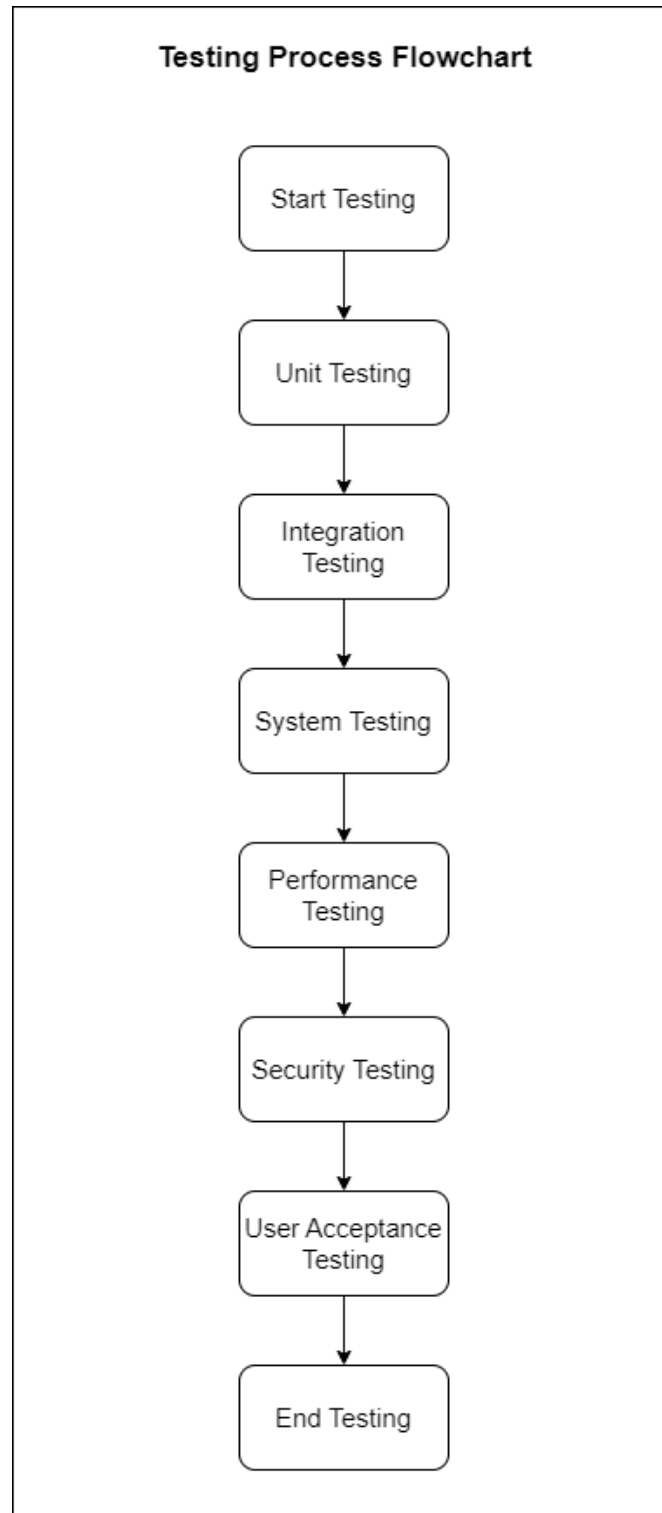 Testing Process Flowchart
Start Testing
Unit Testing
Integration
Testing
System Testing
Performance
Testing
Security Testing
User Acceptance
Testing
End Testing